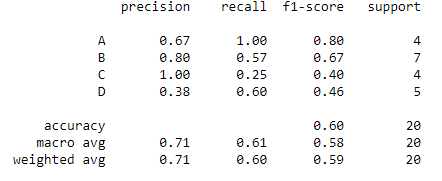 precision recall f1-score support
A 0.67 1.00 0.80 4
B 0.80 0.57 0.67 7
C 1.00 0.25 0.40 4
D 0.38 0.60 0.46 5
accuracy 0.60 20
macro avg 0.71 0.61 0.58 20
weighted avg 0.71 0.60 0.59 20